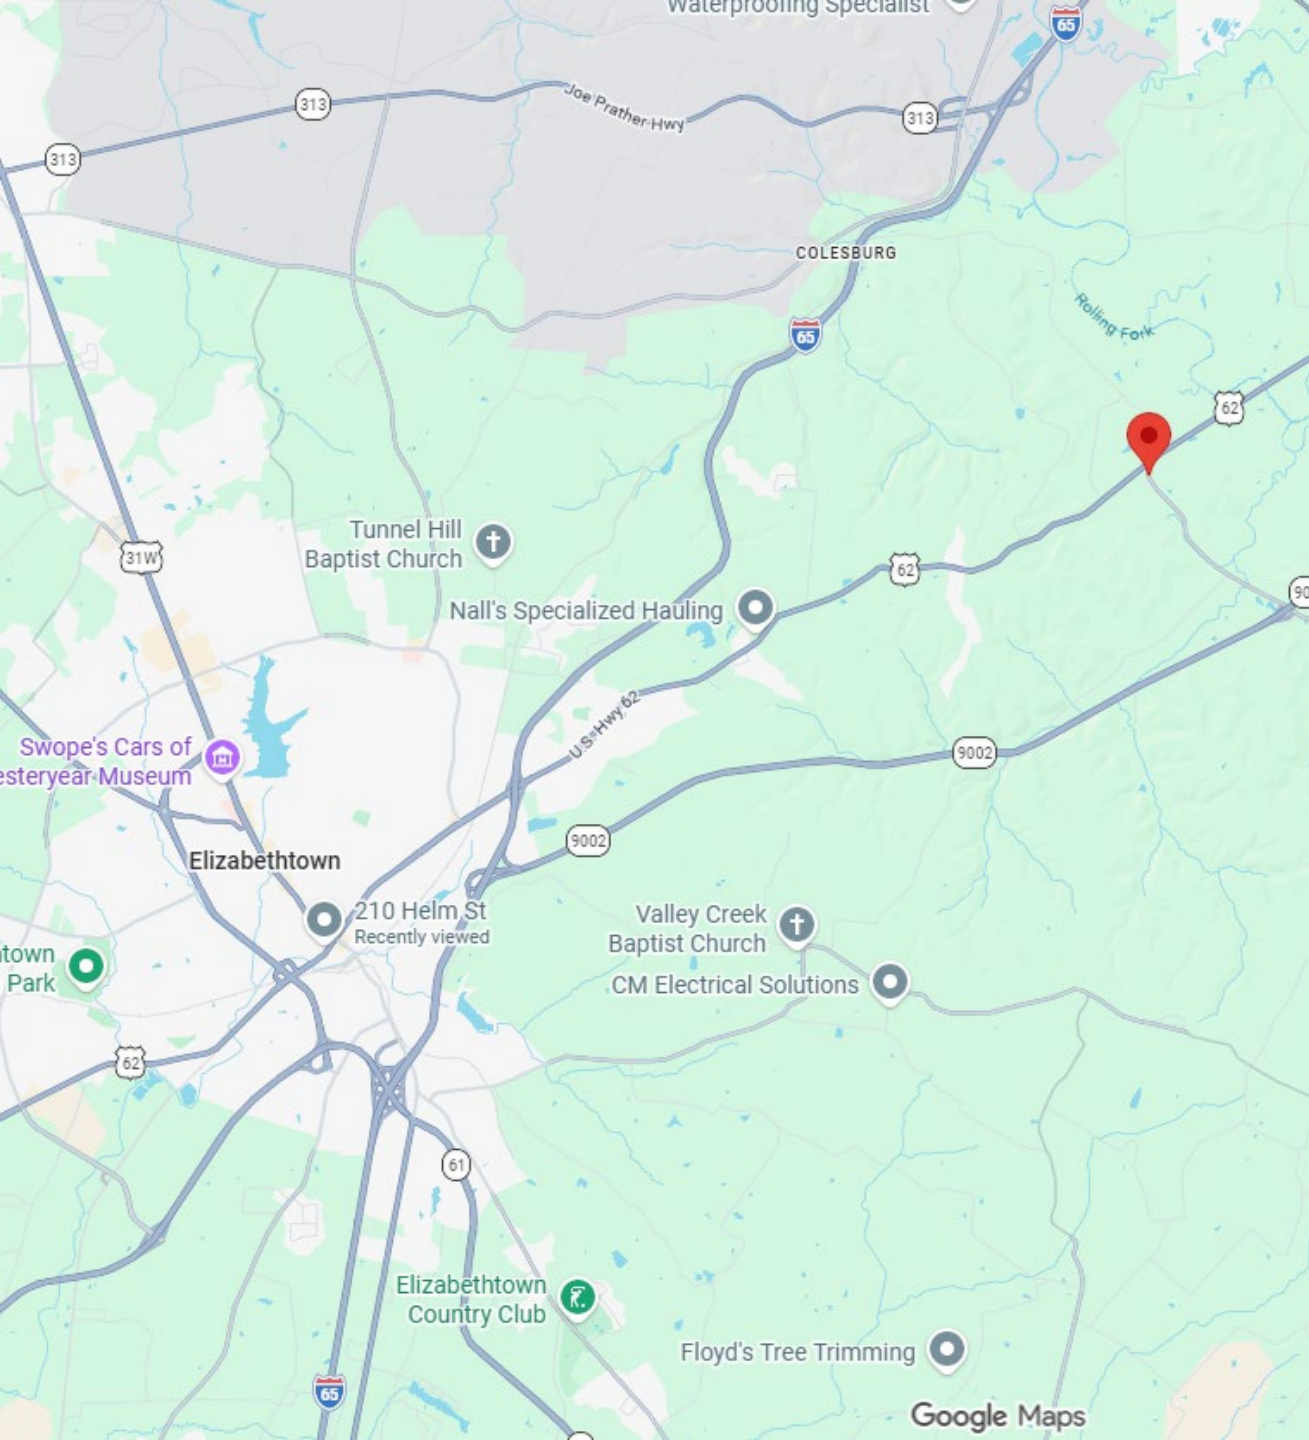 Waterproofing Specialist
65
313
Joe Prather Hwy
313
313
COLESBURG
Rolling Fork
65
62
Tunnel Hill
Baptist Church
31W
62
Nall's Specialized Hauling
90
U.S. Hwy 62
Swope's Cars of
esteryear Museum
9002
9002
Elizabethtown
210 Helm St
Recently viewed
Valley Creek
Baptist Church
town
Park
CM Electrical Solutions
62
61
Elizabethtown
Country Club
Floyd's Tree Trimming
65
Google Maps